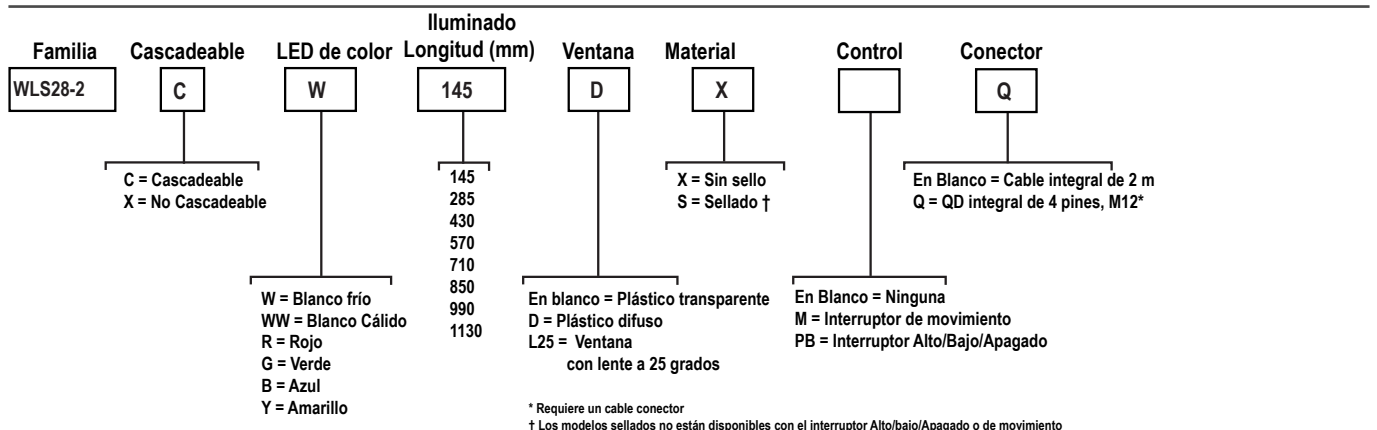 Iluminado
Familia Cascadeable LED de color Longitud (mm) Ventana Material Control Conector
WLS28-2 C W 145 D X Q
C = Cascadeable
X = No Cascadeable
145
285
430
570
710
850
990
1130
X = Sin sello
S = Sellado †
En Blanco = Cable integral de 2 m
Q = QD integral de 4 pines, M12*
W = Blanco frío
WW = Blanco Cálido
R = Rojo
G = Verde
B = Azul
Y = Amarillo
En blanco = Plástico transparente
D = Plástico difuso
L25 = Ventana
con lente a 25 grados
En Blanco = Ninguna
M = Interruptor de movimiento
PB = Interruptor Alto/Bajo/Apagado
* Requiere un cable conector
† Los modelos sellados no están disponibles con el interruptor Alto/bajo/Apagado o de movimiento